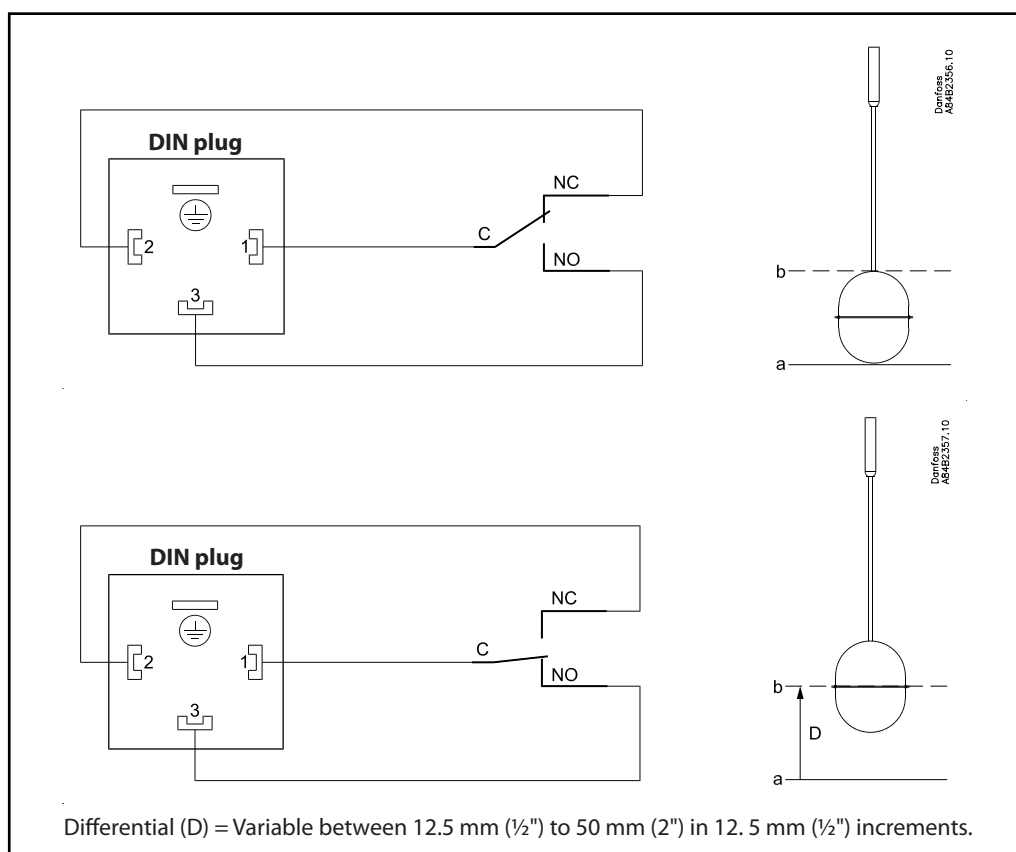 DIN plug
2
1
3
C
NC
NO
b
a
Danfoss
A84B2356.10
DIN plug
2
1
3
C
NC
NO
b
D
a
Danfoss
A84B2357.10
Differential (D) = Variable between 12.5 mm (½") to 50 mm (2") in 12. 5 mm (½") increments.